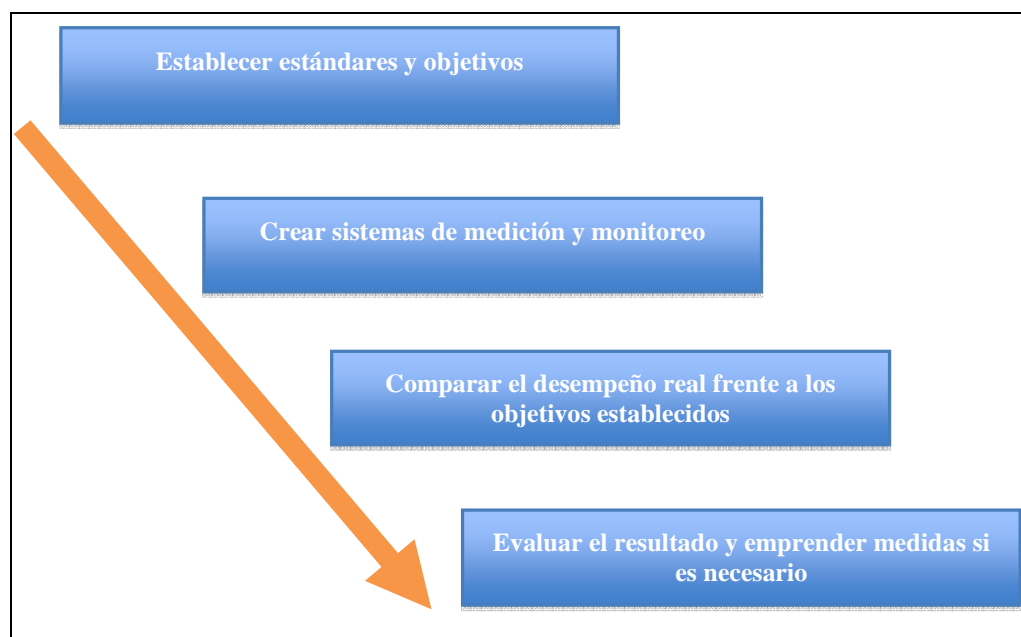 Establecer estándares y objetivos
Crear sistemas de medición y monitoreo
Comparar el desempeño real frente a los
objetivos establecidos
Evaluar el resultado y emprender medidas si
es necesario